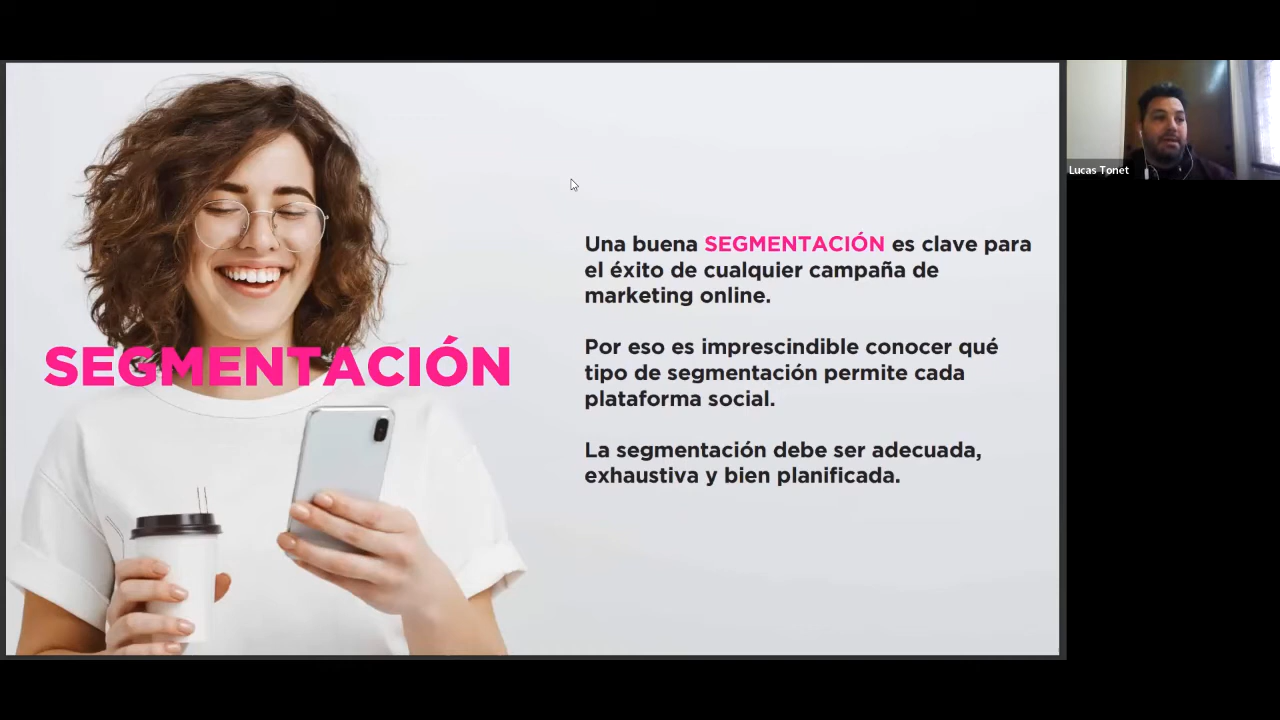 SEGMENTACIÓN
Una buena SEGMENTACIÓN es clave para
el éxito de cualquier campaña de
marketing online.
Por eso es imprescindible conocer qué
tipo de segmentación permite cada
plataforma social.
La segmentación debe ser adecuada,
exhaustiva y bien planificada.
Lucas Tonet